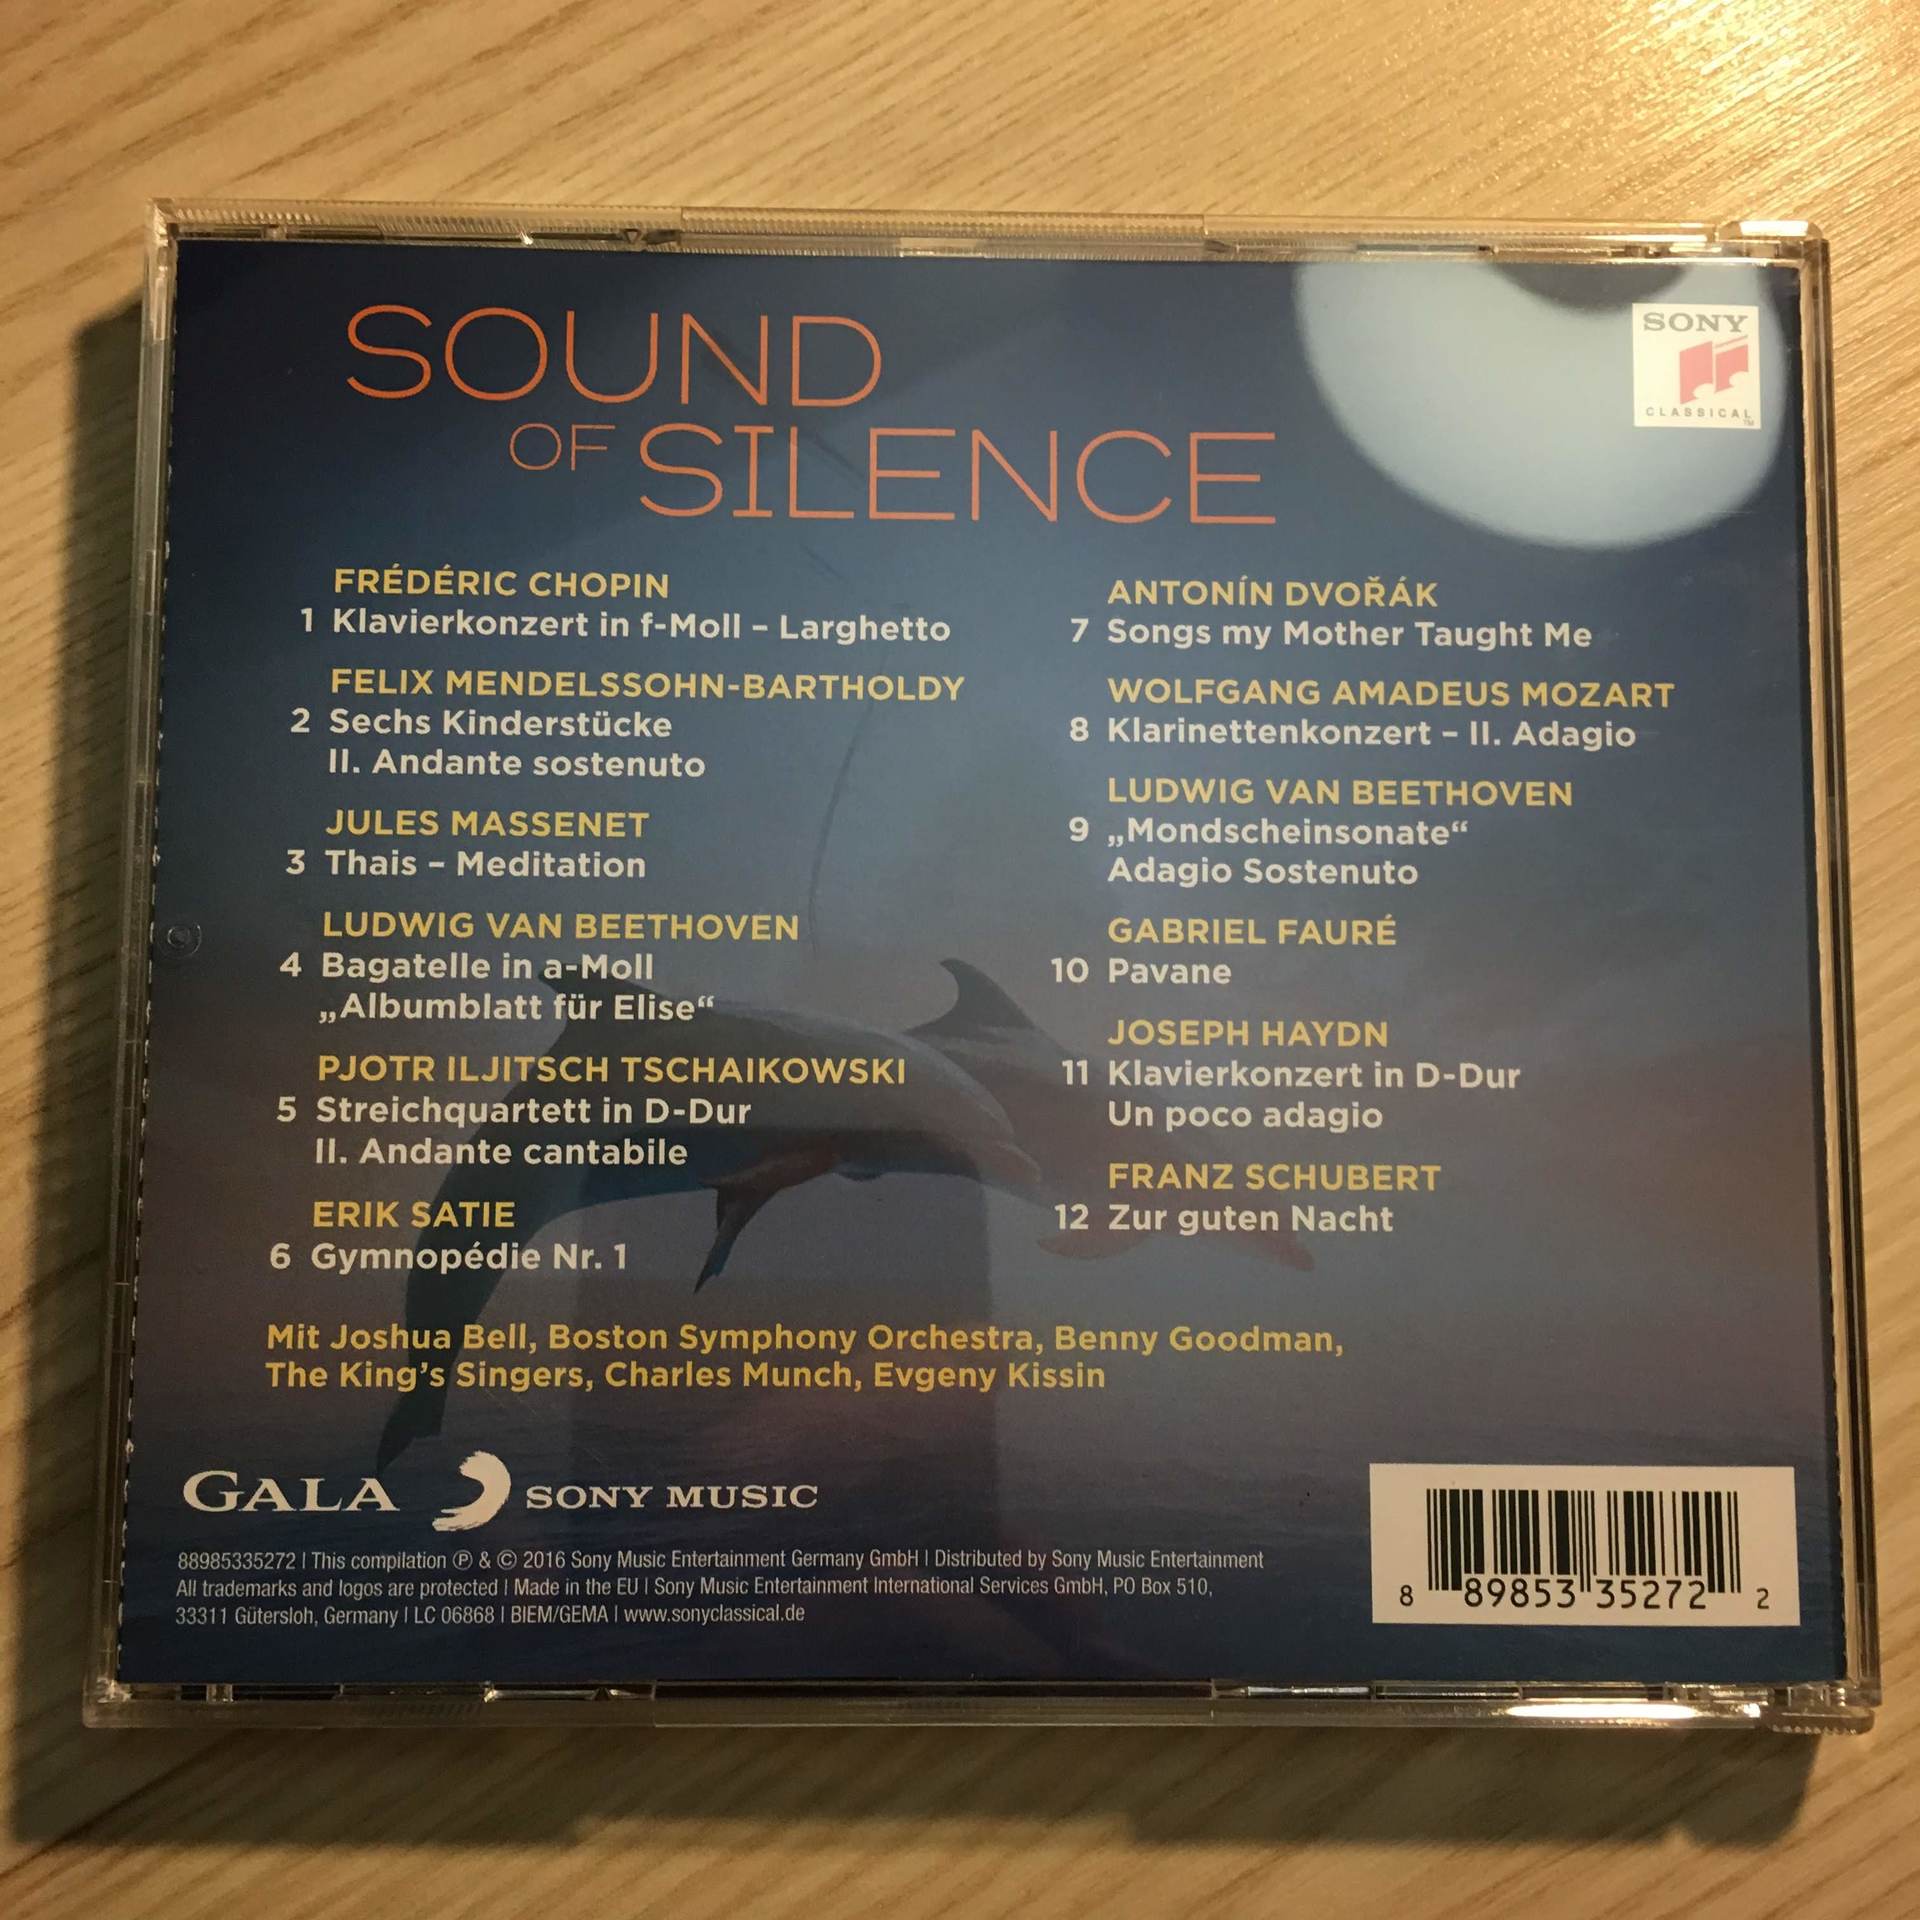 SOUND
OF SILENCE
SONY
CLASSICAL
TM
FRÉDÉRIC CHOPIN
1 Klavierkonzert in f-Moll – Larghetto
FELIX MENDELSSOHN-BARTHOLDY
2 Sechs Kinderstücke
II. Andante sostenuto
JULES MASSENET
3 Thais – Meditation
LUDWIG VAN BEETHOVEN
4 Bagatelle in a-Moll
„Albumblatt für Elise“
PJOTR ILJITSCH TSCHAIKOWSKI
5 Streichquartett in D-Dur
II. Andante cantabile
ERIK SATIE
6 Gymnopédie Nr. 1
ANTONÍN DVOŘÁK
7 Songs my Mother Taught Me
WOLFGANG AMADEUS MOZART
8 Klarinettenkonzert – II. Adagio
LUDWIG VAN BEETHOVEN
9 „Mondscheinsonate“
Adagio Sostenuto
GABRIEL FAURÉ
10 Pavane
JOSEPH HAYDN
11 Klavierkonzert in D-Dur
Un poco adagio
FRANZ SCHUBERT
12 Zur guten Nacht
Mit Joshua Bell, Boston Symphony Orchestra, Benny Goodman,
The King’s Singers, Charles Munch, Evgeny Kissin
GALA SONY MUSIC
88985335272 | This compilation ℗ & © 2016 Sony Music Entertainment Germany GmbH | Distributed by Sony Music Entertainment
All trademarks and logos are protected | Made in the EU | Sony Music Entertainment International Services GmbH, PO Box 510,
33311 Gütersloh, Germany | LC 06868 | BIEM/GEMA | www.sonyclassical.de
8 89853 35272 2